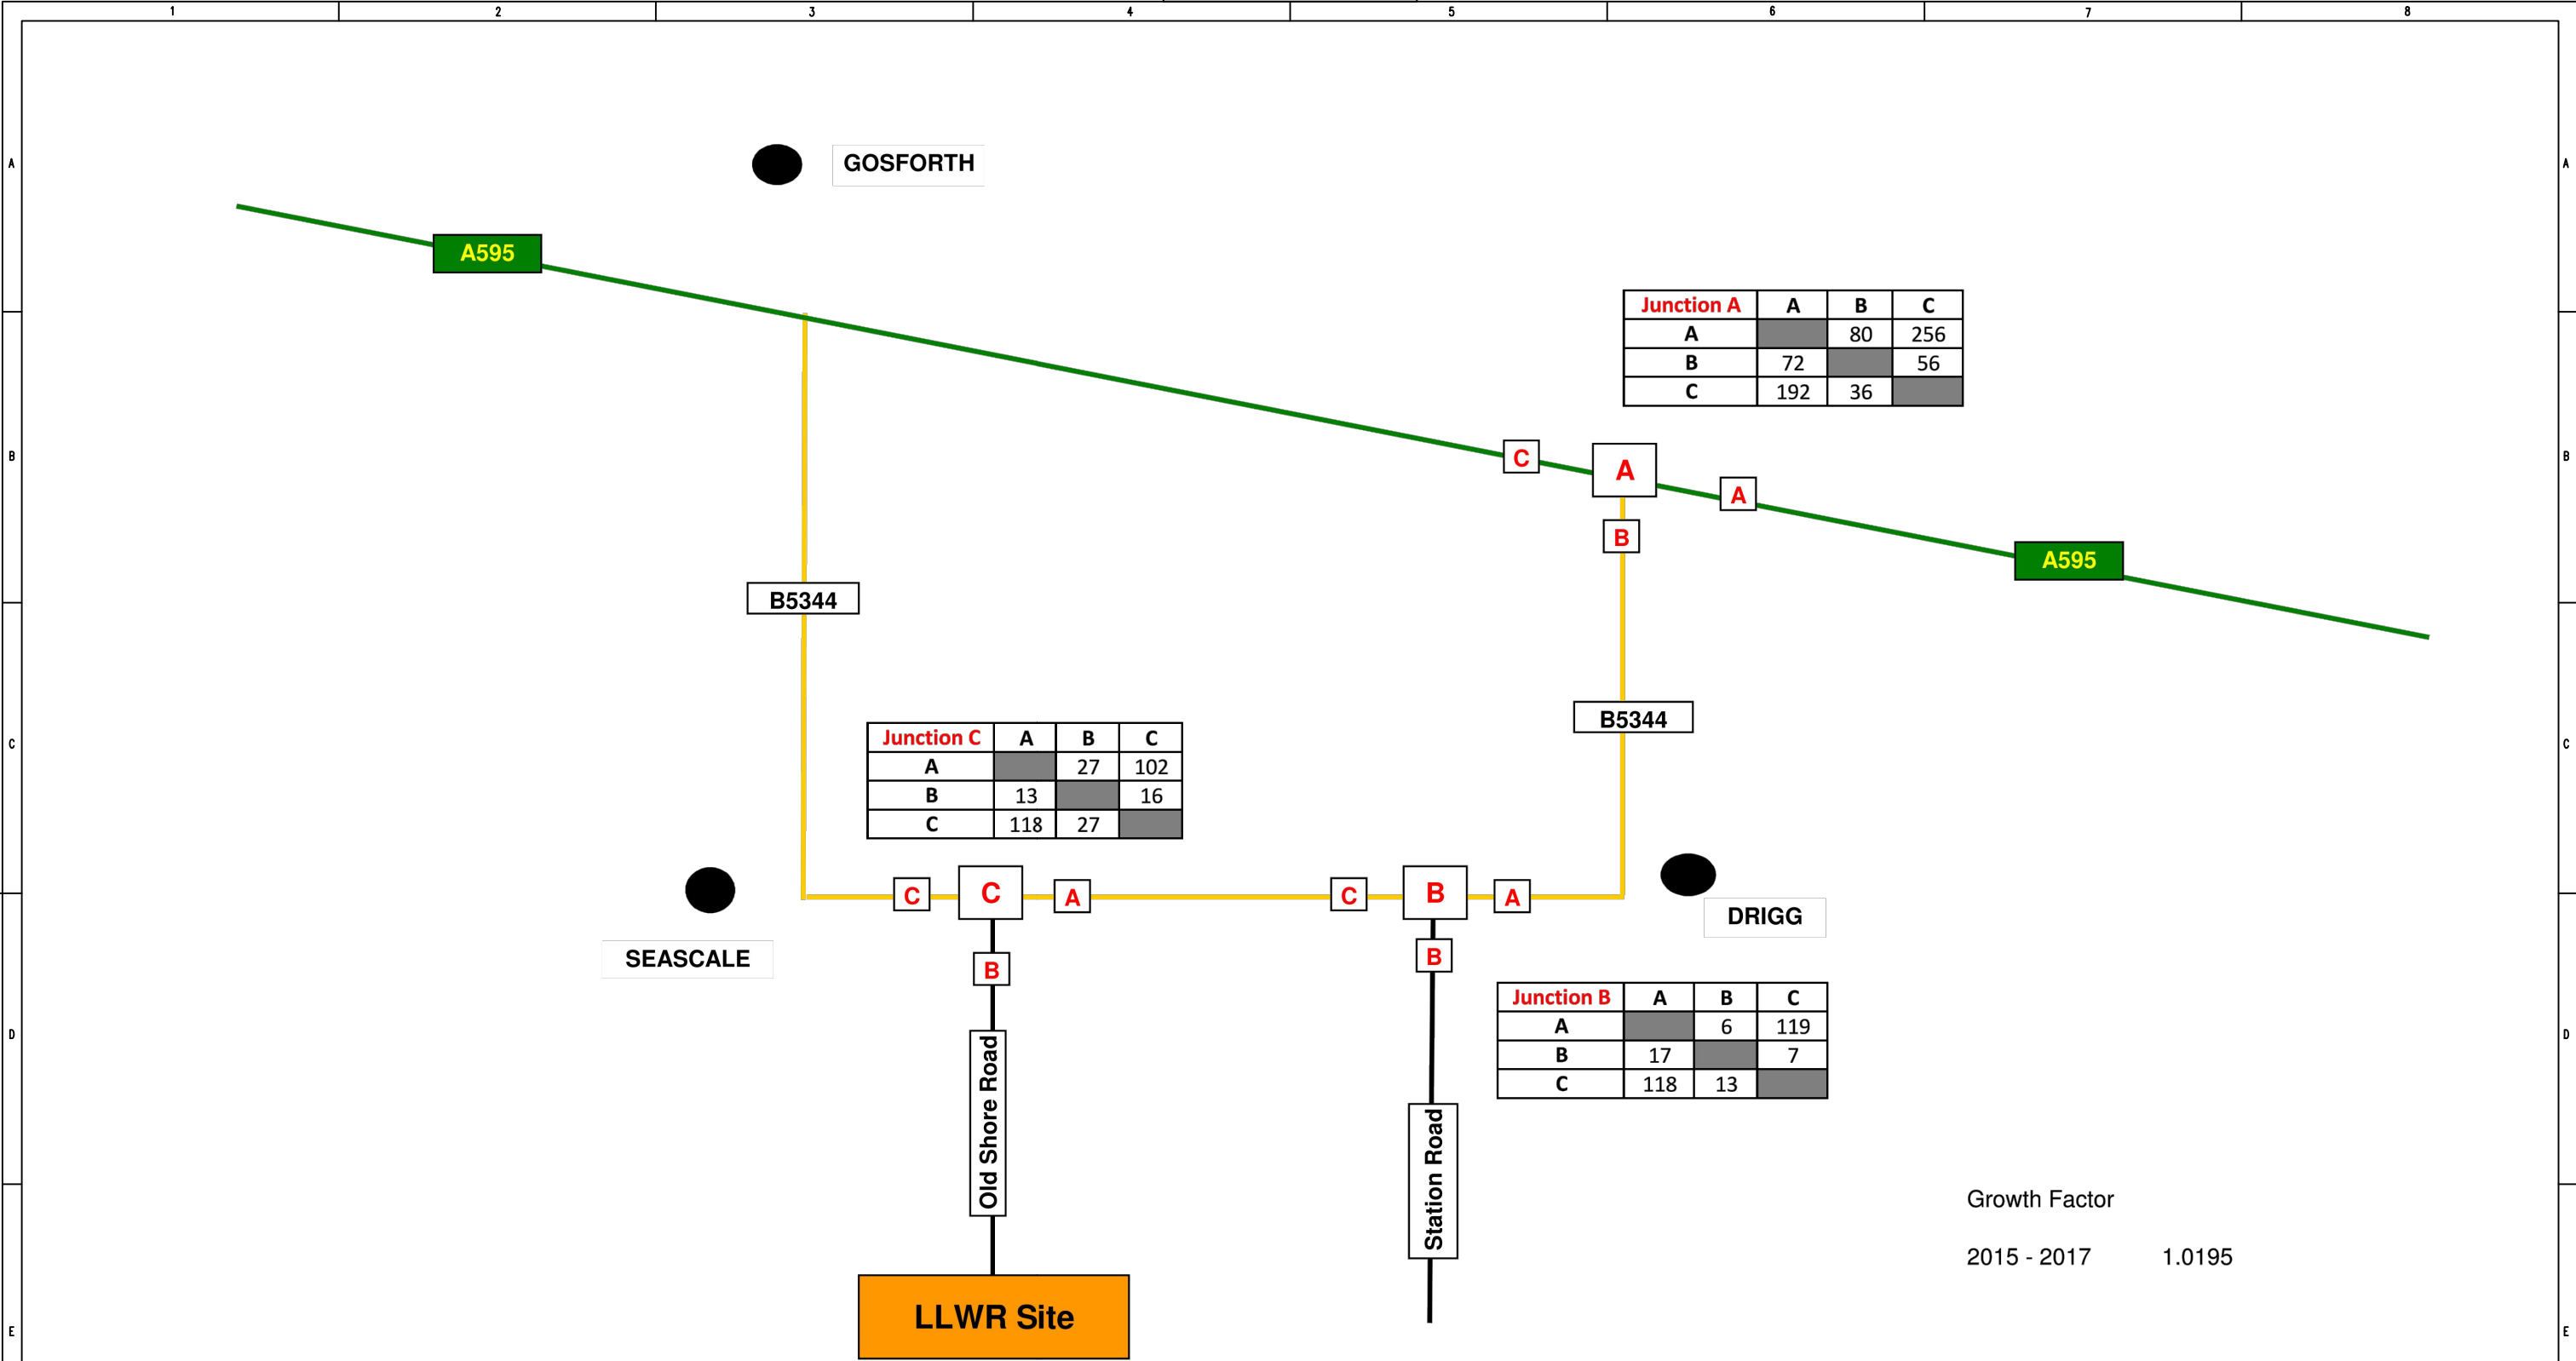 1 2 3 4 5 6 7 8
A A
GOSFORTH
A595
Junction A A B C
A 80 256
B 72 56
C 192 36
B B
C A A
B
A595
B5344
B5344
C C
Junction C A B C
A 27 102
B 13 16
C 118 27
C C A C B A
SEASCALE
DRIGG
B B
Junction B A B C
A 6 119
B 17 7
C 118 13
D D
Old Shore Road
Station Road
Growth Factor
2015 - 2017 1.0195
LLWR Site
E E